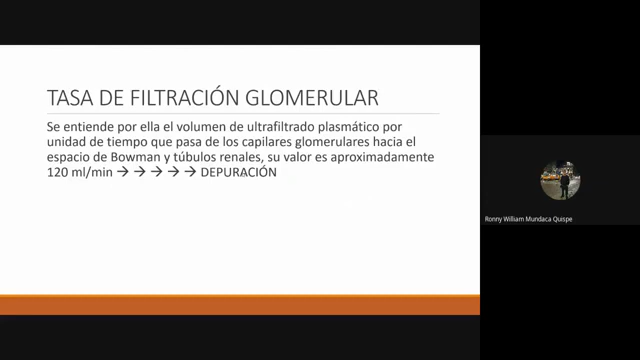 TASA DE FILTRACIÓN GLOMERULAR
Se entiende por ella el volumen de ultrafiltrado plasmático por
unidad de tiempo que pasa de los capilares glomerulares hacia el
espacio de Bowman y túbulos renales, su valor es aproximadamente
120 ml/min → → → → → DEPURACIÓN
Ronny William Mundaca Quispe